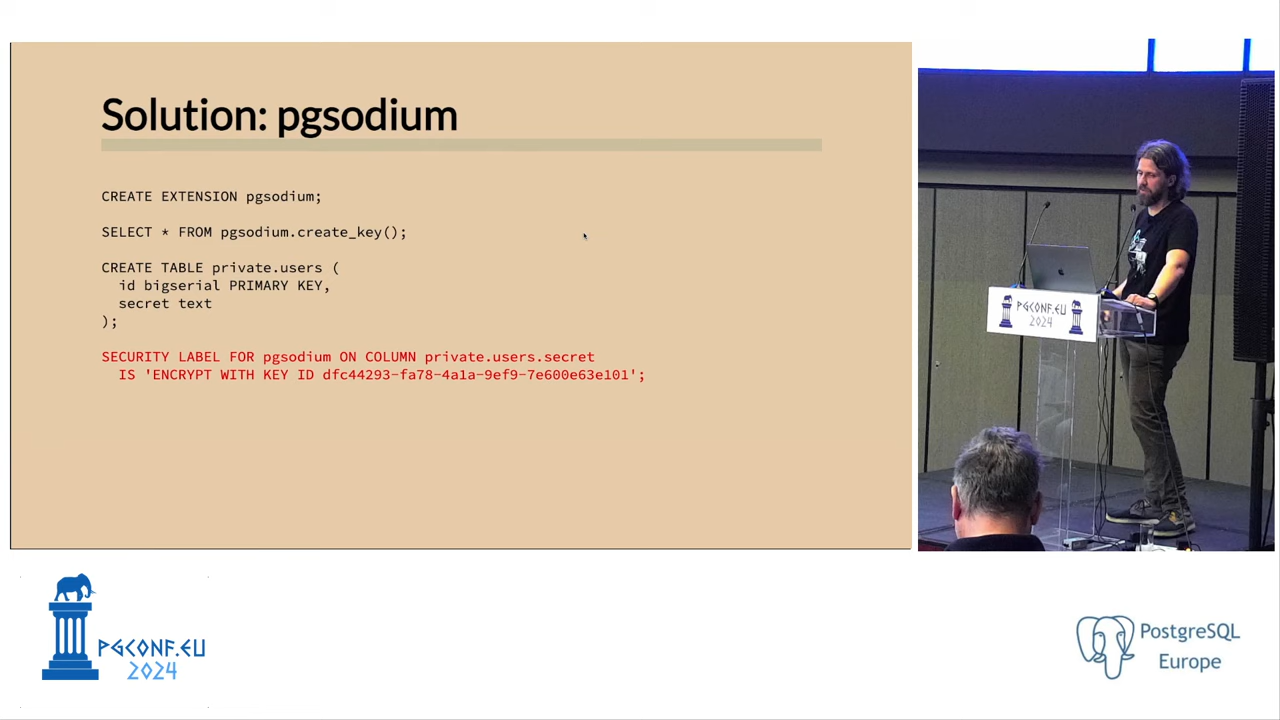 Solution: pgsodium
CREATE EXTENSION pgsodium;
SELECT * FROM pgsodium.create_key();
CREATE TABLE private.users (
id bigserial PRIMARY KEY,
secret text
);
SECURITY LABEL FOR pgsodium ON COLUMN private.users.secret
IS 'ENCRYPT WITH KEY ID dfc44293-fa78-4a1a-9ef9-7e600e63e101';
PGCONF.EU
2024
PGCONF.EU
2024
PostgreSQL
Europe